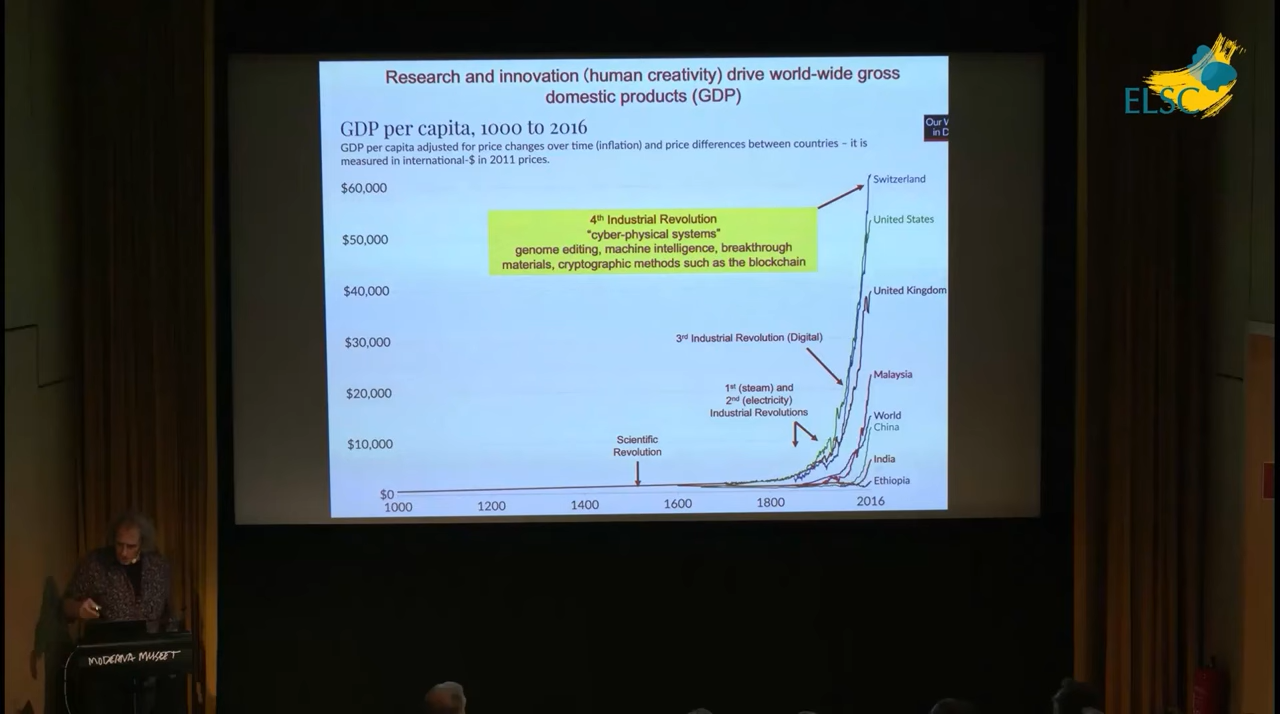 ELSC
Research and innovation (human creativity) drive world-wide gross
domestic products (GDP)
GDP per capita, 1000 to 2016
Our W
in D
GDP per capita adjusted for price changes over time (inflation) and price differences between countries – it is
measured in international-$ in 2011 prices.
$60,000
$50,000
$40,000
$30,000
$20,000
$10,000
$0
4th Industrial Revolution
"cyber-physical systems"
genome editing, machine intelligence, breakthrough
materials, cryptographic methods such as the blockchain
3rd Industrial Revolution (Digital)
1st (steam) and
2nd (electricity)
Industrial Revolutions
Scientific
Revolution
Switzerland
United States
United Kingdom
Malaysia
World
China
India
Ethiopia
1000
1200
1400
1600
1800
2016
MODERNA MUSEET